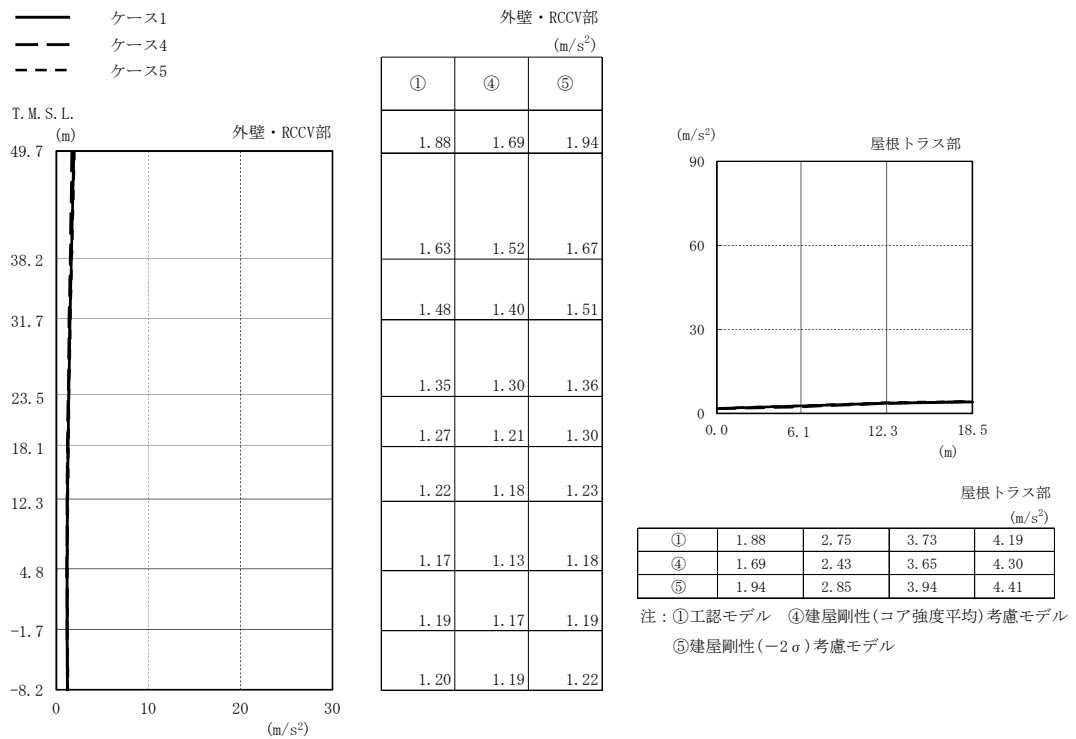 ケース1
ケース4
ケース5
T.M.S.L.
(m)
外壁・RCCV部
49.7
38.2
31.7
23.5
18.1
12.3
4.8
-1.7
-8.2
0 10 20 30
(m/s²)
外壁・RCCV部
(m/s²)
① ④ ⑤
1.88 1.69 1.94
1.63 1.52 1.67
1.48 1.40 1.51
1.35 1.30 1.36
1.27 1.21 1.30
1.22 1.18 1.23
1.17 1.13 1.18
1.19 1.17 1.19
1.20 1.19 1.22
(m/s²)
屋根トラス部
90
60
30
0
0.0 6.1 12.3 18.5
(m)
屋根トラス部
(m/s²)
① 1.88 2.75 3.73 4.19
④ 1.69 2.43 3.65 4.30
⑤ 1.94 2.85 3.94 4.41
注:①工認モデル ④建屋剛性(コア強度平均)考慮モデル
⑤建屋剛性(-2σ)考慮モデル